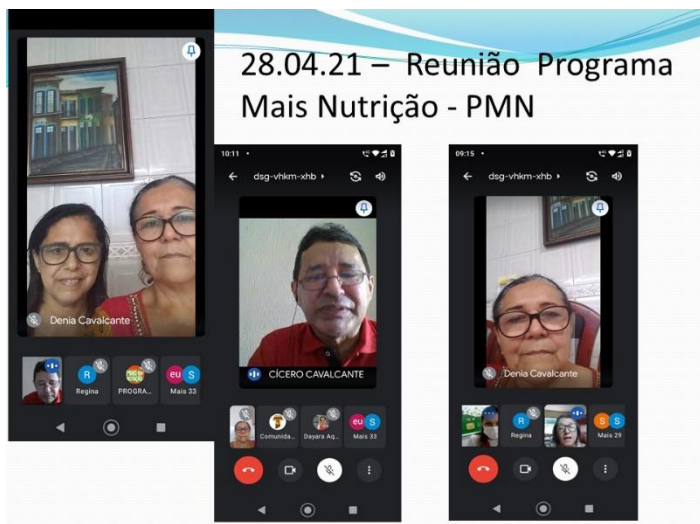 28.04.21 – Reunião Programa
Mais Nutrição - PMN
Denia Cavalcante
R
eu
S
Regina
PROGRA...
Mais 33
10:11
dsg-vhkm-xhb
CÍCERO CAVALCANTE
eu
S
Comunida...
Dayara Aq...
Mais 33
09:15
dsg-vhkm-xhb
Denia Cavalcante
R
S
S
Regina
Mais 29